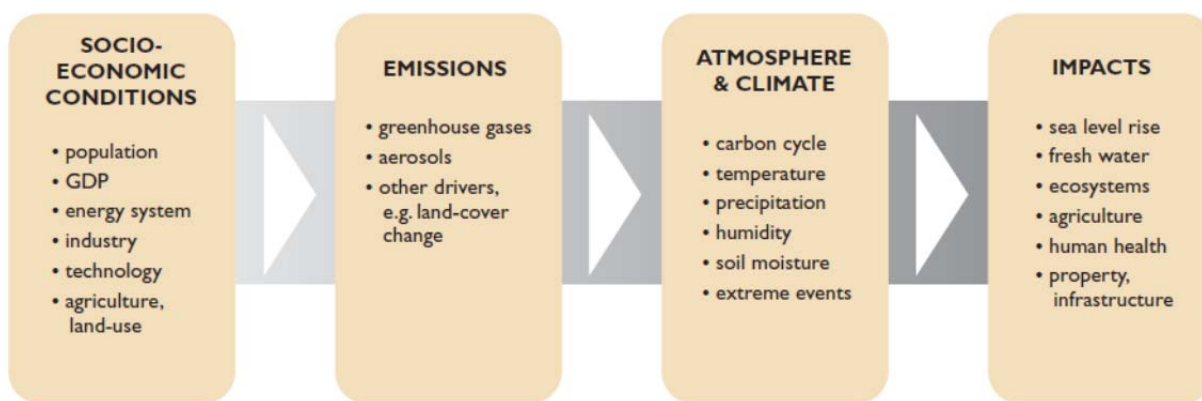 SOCIO-
ECONOMIC
CONDITIONS
• population
• GDP
• energy system
• industry
• technology
• agriculture,
land-use
EMISSIONS
• greenhouse gases
• aerosols
• other drivers,
e.g. land-cover
change
ATMOSPHERE
& CLIMATE
• carbon cycle
• temperature
• precipitation
• humidity
• soil moisture
• extreme events
IMPACTS
• sea level rise
• fresh water
• ecosystems
• agriculture
• human health
• property,
infrastructure